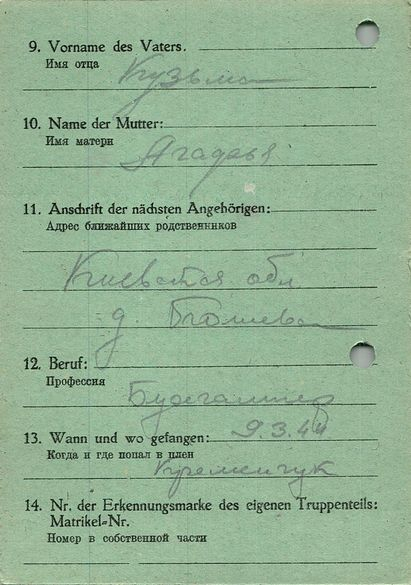 9. Vorname des Vaters.
Имя отца
Кузьма
10. Name der Mutter:
Имя матери
11. Anschrift der nächsten Angehörigen:
Адрес ближайших родственников
Киевская обл
д.
12. Beruf:
Профессия
Бухгалтер
13. Wann und wo gefangen: 9.3.44
Когда и где попал в плен
Кременчук
14. Nr. der Erkennungsmarke des eigenen Truppenteils:
Matrikel-Nr.
Номер в собственной части